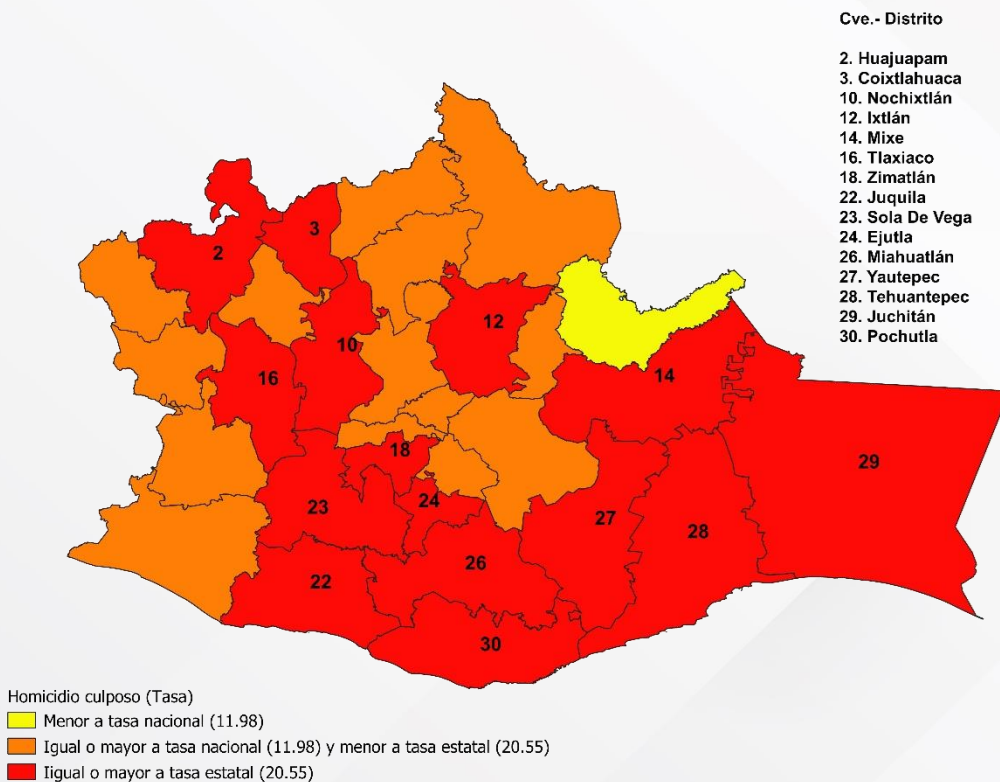 Cve.- Distrito
2. Huajuapam
3. Coixtlahuaca
10. Nochixtlán
12. Ixtlán
14. Mixe
16. Tlaxiaco
18. Zimatlán
22. Juquila
23. Sola De Vega
24. Ejutla
26. Miahuatlán
27. Yautepec
28. Tehuantepec
29. Juchitán
30. Pochutla
3
2
12
10
14
16
18
29
24
23
27
28
26
22
30
Homicidio culposo (Tasa)
Menor a tasa nacional (11.98)
Igual o mayor a tasa nacional (11.98) y menor a tasa estatal (20.55)
Iigual o mayor a tasa estatal (20.55)